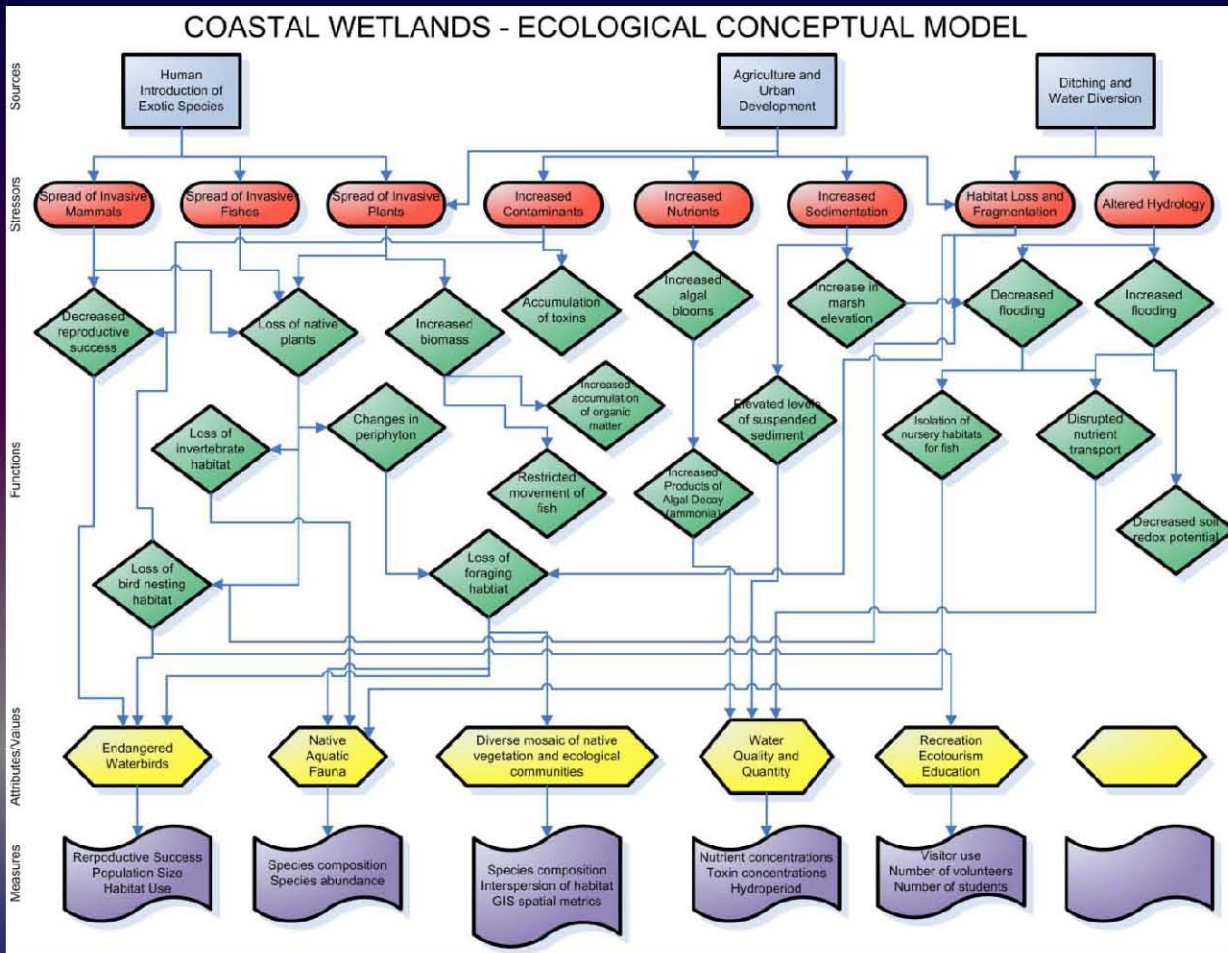 COASTAL WETLANDS - ECOLOGICAL CONCEPTUAL MODEL
Sources
Human
Introduction of
Exotic Species
Agriculture and
Urban
Development
Ditching and
Water Diversion
Stressors
Spread of Invasive
Mammals
Spread of Invasive
Fishes
Spread of Invasive
Plants
Increased
Contaminants
Increased
Nutrients
Increased
Sedimentation
Habitat Loss and
Fragmentation
Altered Hydrology
Functions
Decreased
reproductive
success
Loss of native
plants
Increased
biomass
Accumulation
of toxins
Increased
algal
blooms
Increase in
marsh
elevation
Decreased
flooding
Increased
flooding
Loss of
invertebrate
habitat
Changes in
periphyton
Increased
accumulation
of organic
matter
Restricted
movement of
fish
Increased
Products of
Algal Decay
(ammonia)
Elevated levels
of suspended
sediment
Isolation of
nursery habitats
for fish
Disrupted
nutrient
transport
Decreased soil
redox potential
Loss of
bird nesting
habitat
Loss of
foraging
habtiat
Attributes/Values
Endangered
Waterbirds
Native
Aquatic
Fauna
Diverse mosaic of native
vegetation and ecological
communities
Water
Quality and
Quantity
Recreation
Ecotourism
Education
Measures
Rerpoductive Success
Population Size
Habitat Use
Species composition
Species abundance
Species composition
Interspersion of habitat
GIS spatial metrics
Nutrient concentrations
Toxin concentrations
Hydroperiod
Visitor use
Number of volunteers
Number of students